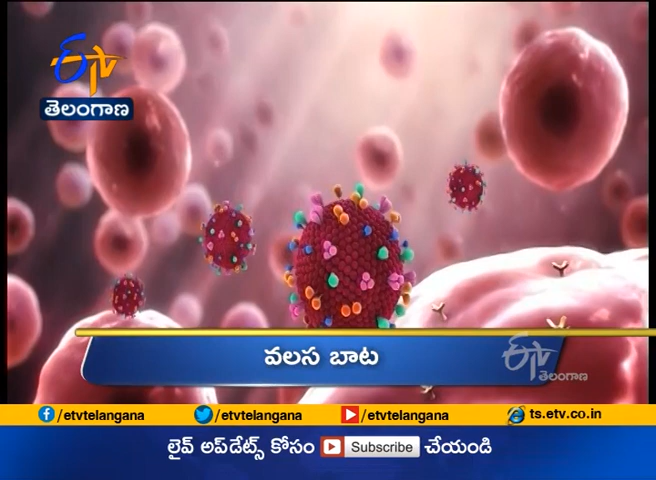 ETV
తెలంగాణ
వలస బాట
ETV తెలంగాణ
/etvtelangana /etvtelangana /etvtelangana ts.etv.co.in
లైవ్ అప్‌డేట్స్ కోసం Subscribe చేయండి